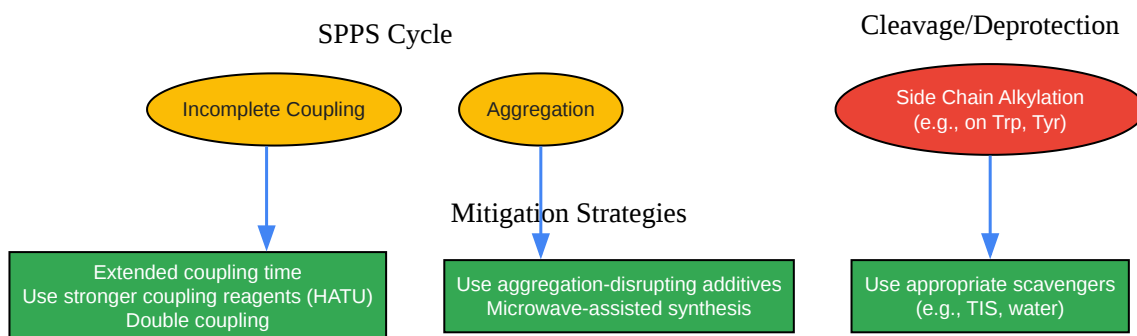 SPPS Cycle
Cleavage/Deprotection
Incomplete Coupling
Aggregation
Side Chain Alkylation
(e.g., on Trp, Tyr)
Mitigation Strategies
Extended coupling time
Use stronger coupling reagents (HATU)
Double coupling
Use aggregation-disrupting additives
Microwave-assisted synthesis
Use appropriate scavengers
(e.g., TIS, water)